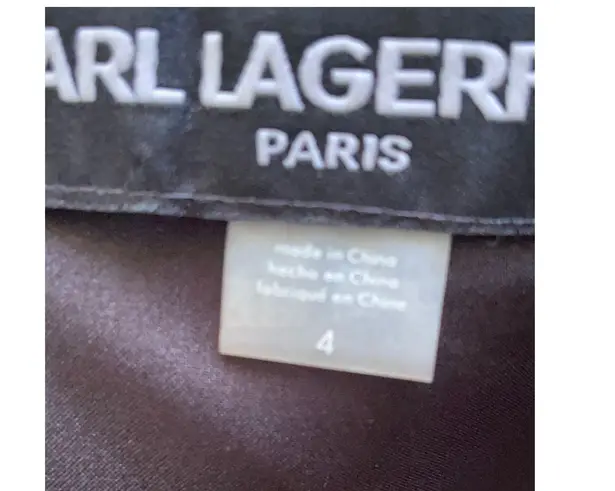 ARL LAGERF
PARIS
made in China
hecho en China
fabriqué en Chine
4